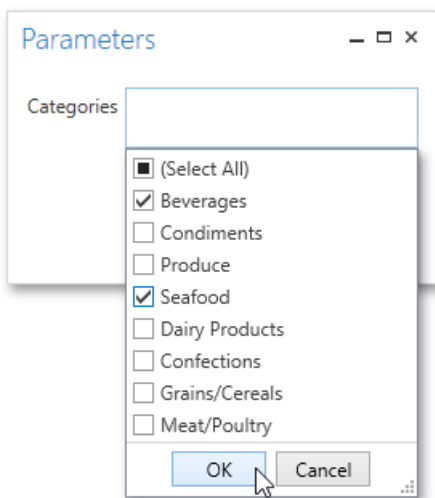 Parameters
Categories
(Select All)
Beverages
Condiments
Produce
Seafood
Dairy Products
Confections
Grains/Cereals
Meat/Poultry
OK Cancel